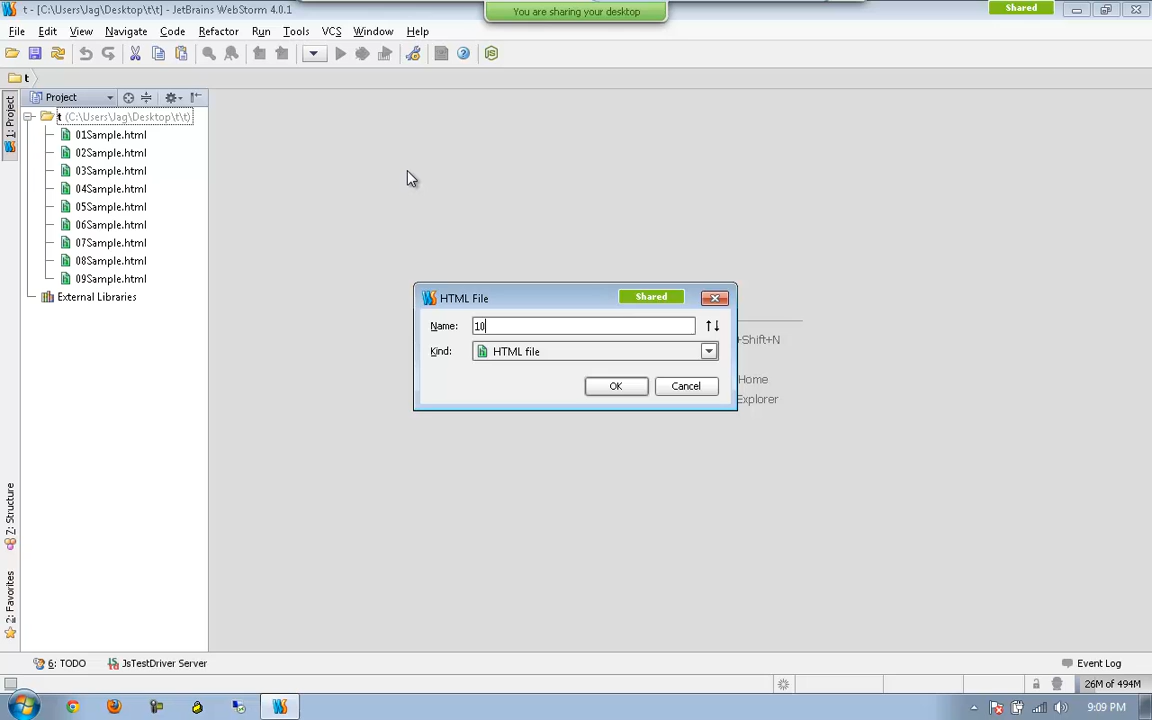 t - [C:\Users\Jag\Desktop\t\t] - JetBrains WebStorm 4.0.1
You are sharing your desktop
Shared
File Edit View Navigate Code Refactor Run Tools VCS Window Help
t
1: Project
Project
t (C:\Users\Jag\Desktop\t\t)
01Sample.html
02Sample.html
03Sample.html
04Sample.html
05Sample.html
06Sample.html
07Sample.html
08Sample.html
09Sample.html
External Libraries
HTML File
Shared
Name: 10
Kind: HTML file
OK Cancel
+Shift+N
Home
Explorer
7: Structure
2: Favorites
6: TODO JsTestDriver Server Event Log
26M of 494M
9:09 PM